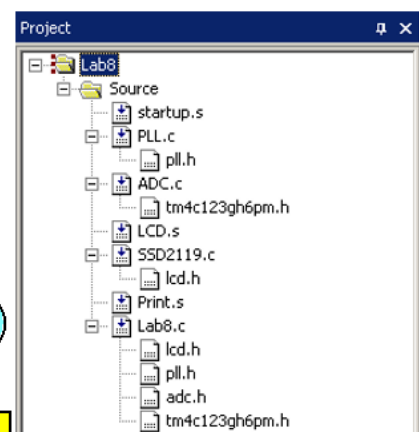 Project
Lab8
Source
startup.s
PLL.c
pll.h
ADC.c
tm4c123gh6pm.h
LCD.s
SSD2119.c
lcd.h
Print.s
Lab8.c
lcd.h
pll.h
adc.h
tm4c123gh6pm.h